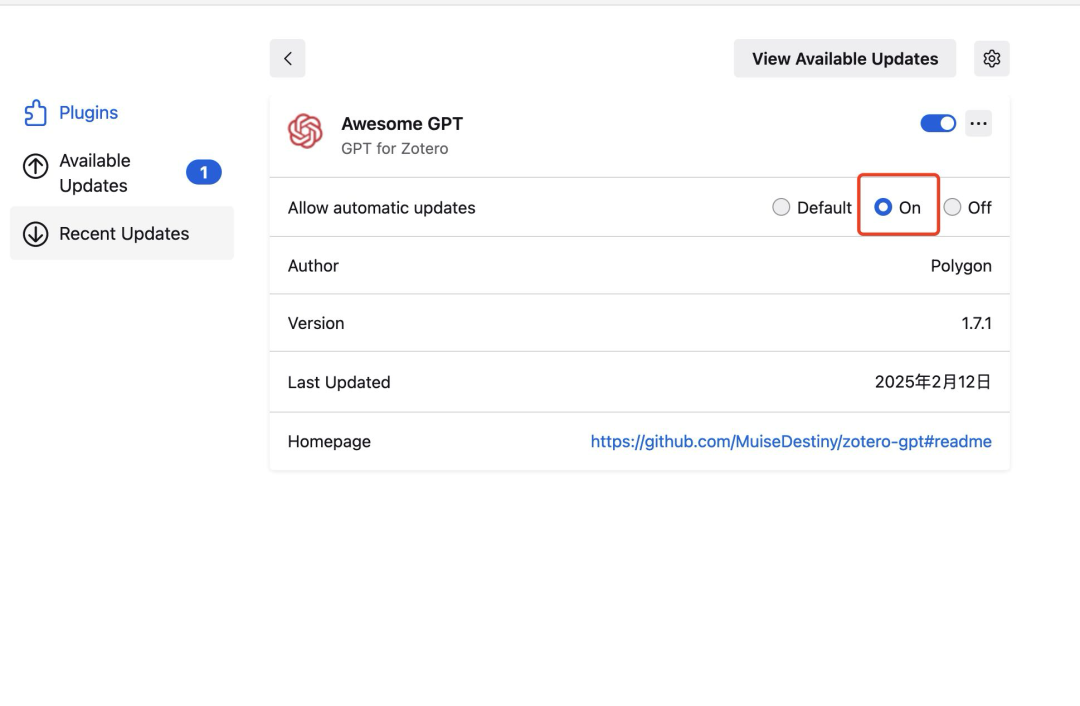 View Available Updates
Plugins
Available
Updates
1
Recent Updates
Awesome GPT
GPT for Zotero
Allow automatic updates
Default
On
Off
Author
Polygon
Version
1.7.1
Last Updated
2025年2月12日
Homepage
https://github.com/MuiseDestiny/zotero-gpt#readme